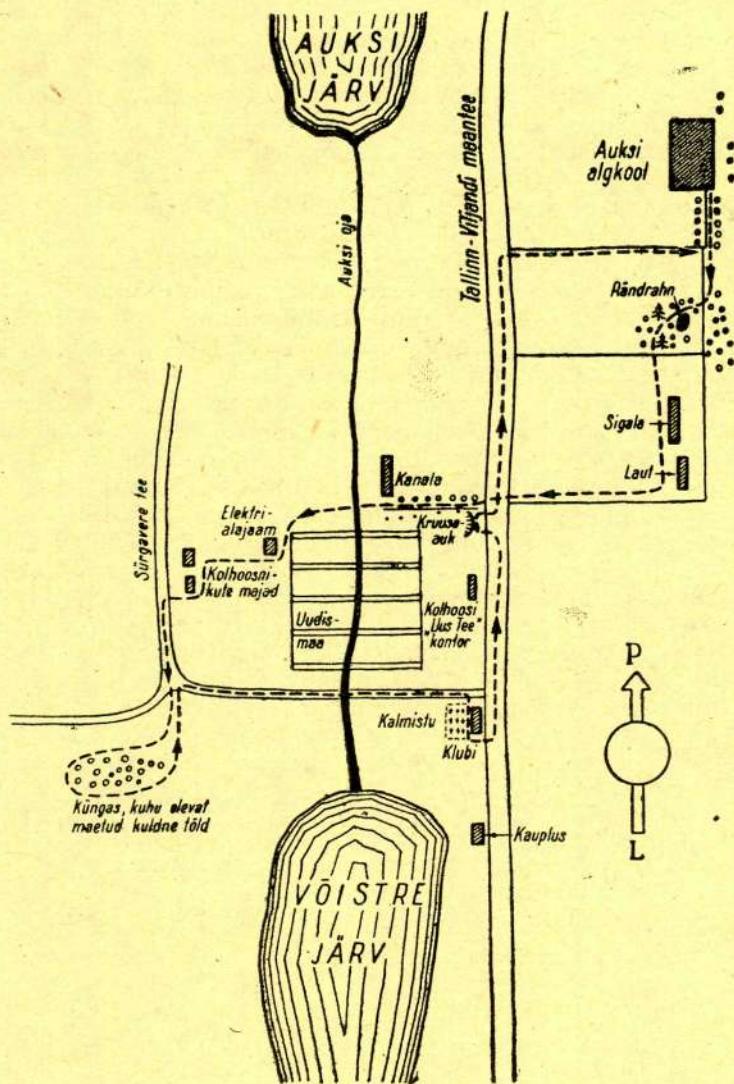 AUKSI
JÄRV
Tallinn-Viljandi maantee
Auksi
algkool
Auksi oja
Rändrahn
Sigala
Laut
Kanala
Kruusa-
auk
Sürgavere tee
Elektri-
alajaam
Kolhoosni-
kute majad
Uudis-
maa
Kolhoosi
"Uus Tee"
kontor
P
L
Kalmistu
Klubi
Küngas, kuhu olevat
maetud kuldne tõld
Kauplus
VÕISTRE
JÄRV